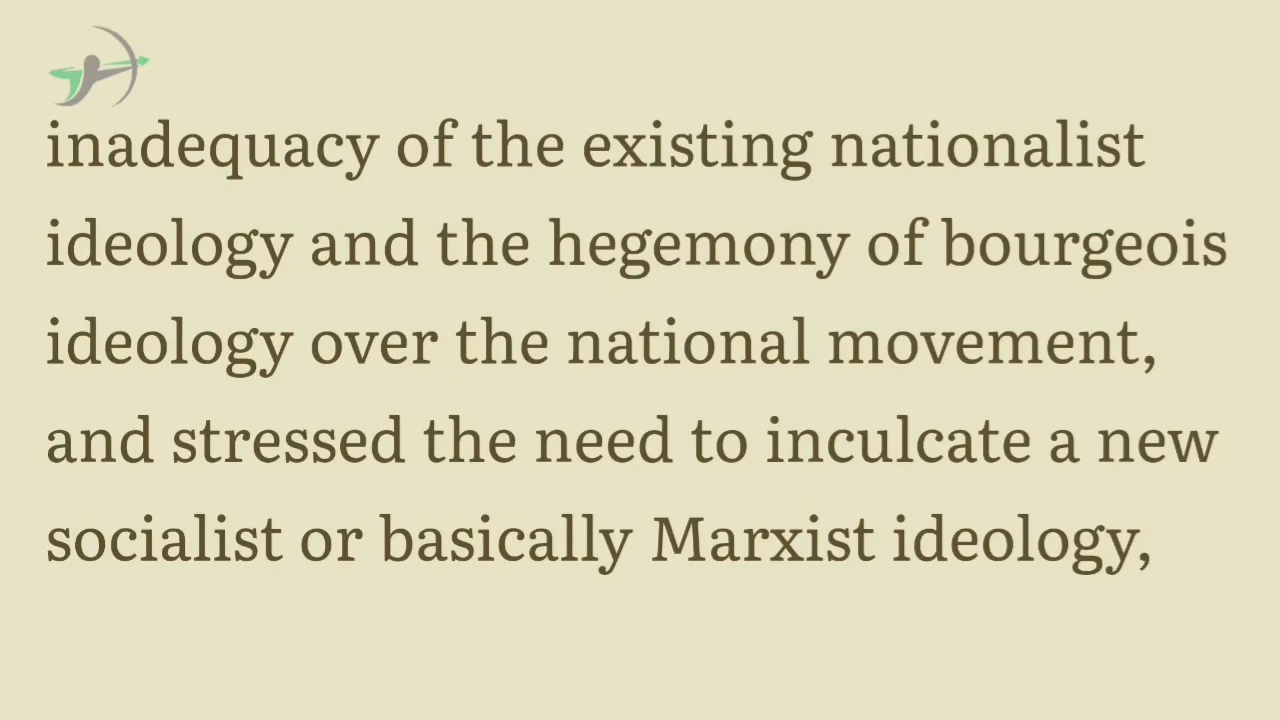 inadequacy of the existing nationalist
ideology and the hegemony of bourgeois
ideology over the national movement,
and stressed the need to inculcate a new
socialist or basically Marxist ideology,